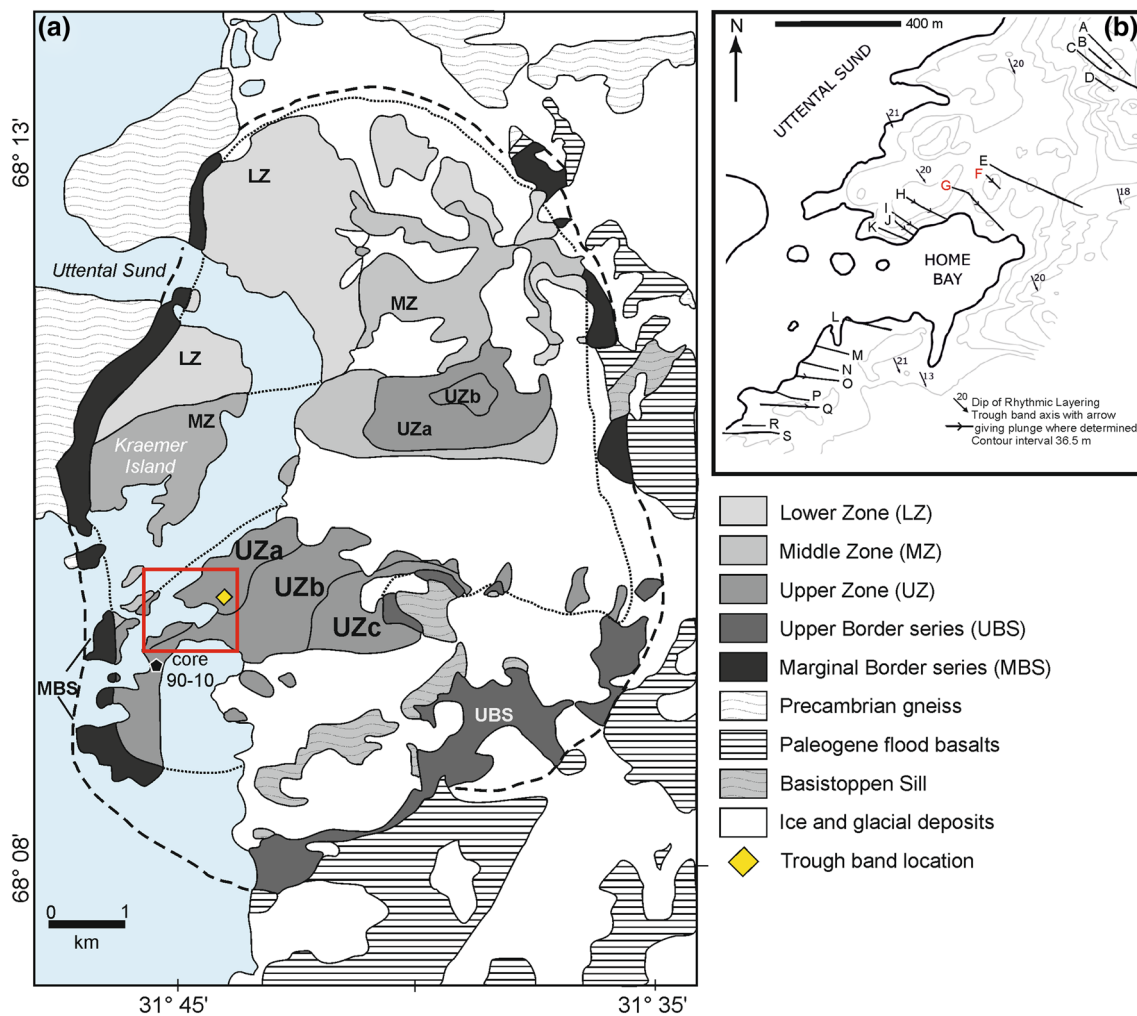 (a)
68° 13'
68° 08'
LZ
Uttental Sund
MZ
LZ
UZb
UZa
MZ
Kraemer
Island
UZa
UZb
UZc
MBS
core
90-10
UBS
0 1
km
31° 45'
31° 35'
(b)
400 m
N
UTTENTAL SUND
A
B
C
D
20
21
E
F
20
G
H
18
I
J
K
HOME
BAY
20
L
M
21
N
13
O
P
Q
R
S
20 Dip of Rhythmic Layering
Trough band axis with arrow
giving plunge where determined
Contour interval 36.5 m
Lower Zone (LZ)
Middle Zone (MZ)
Upper Zone (UZ)
Upper Border series (UBS)
Marginal Border series (MBS)
Precambrian gneiss
Paleogene flood basalts
Basistoppen Sill
Ice and glacial deposits
Trough band location